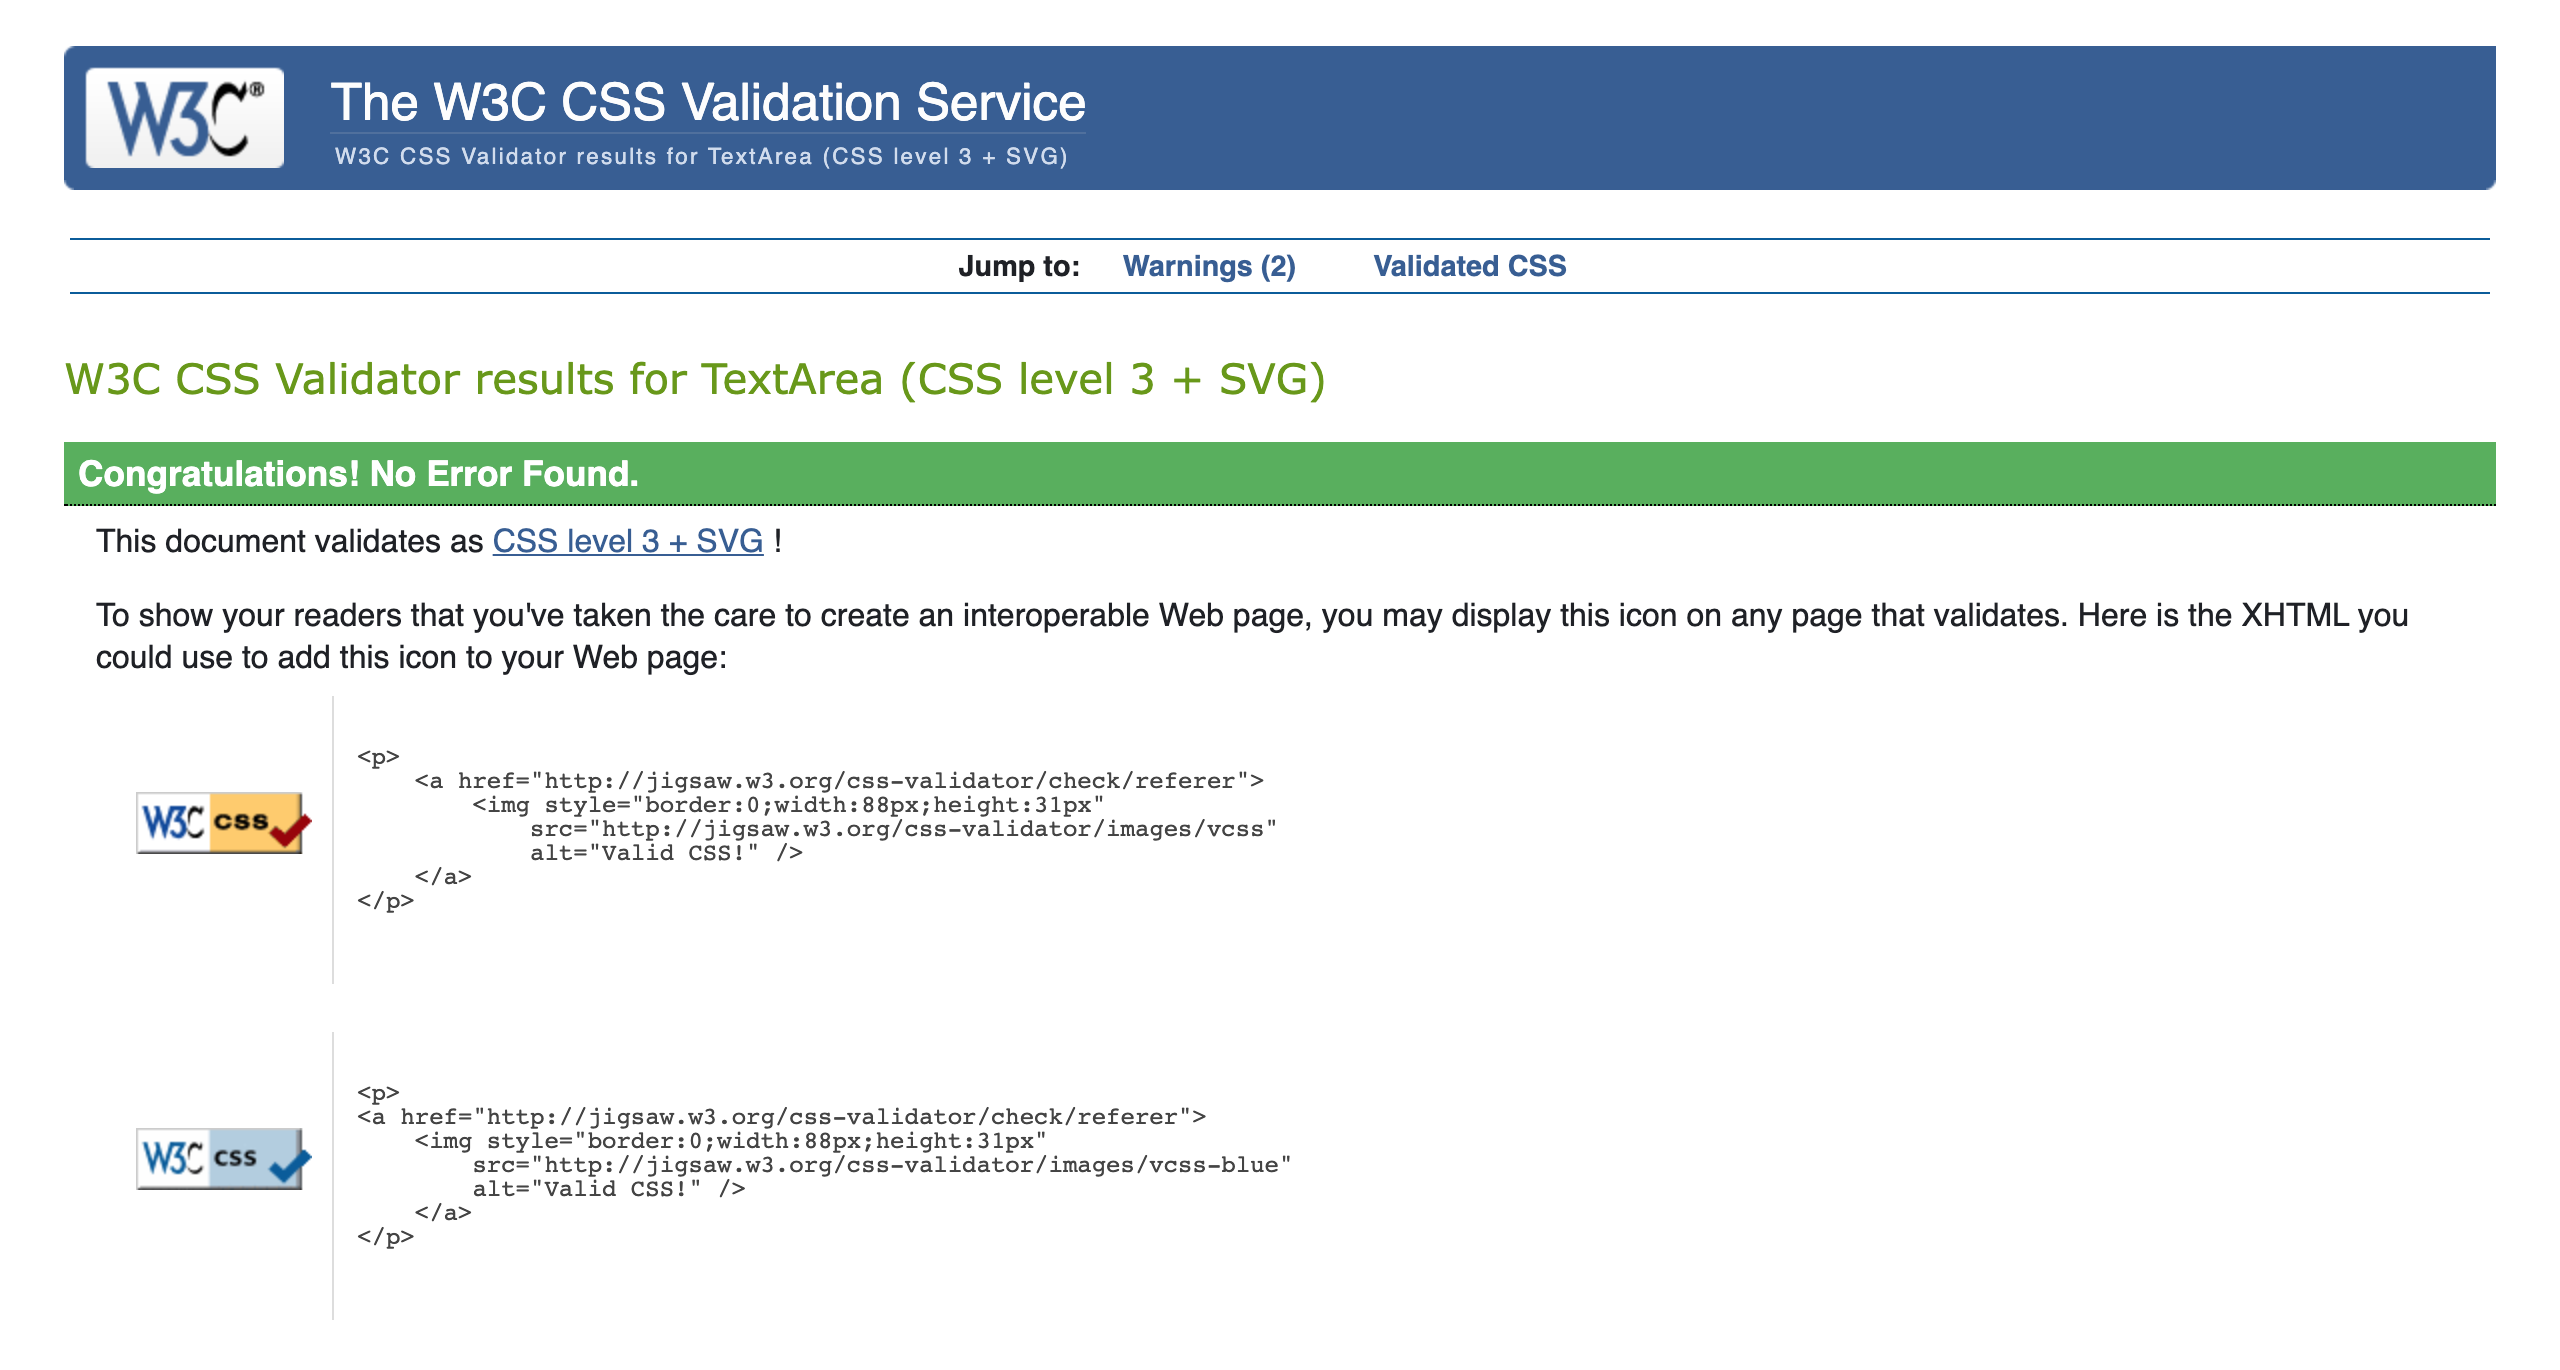 W3C®
The W3C CSS Validation Service
W3C CSS Validator results for TextArea (CSS level 3 + SVG)
Jump to: Warnings (2) Validated CSS
W3C CSS Validator results for TextArea (CSS level 3 + SVG)
Congratulations! No Error Found.
This document validates as CSS level 3 + SVG !
To show your readers that you've taken the care to create an interoperable Web page, you may display this icon on any page that validates. Here is the XHTML you
could use to add this icon to your Web page:
W3C css
<p>
    <a href="http://jigsaw.w3.org/css-validator/check/referer">
        <img style="border:0;width:88px;height:31px"
            src="http://jigsaw.w3.org/css-validator/images/vcss"
            alt="Valid CSS!" />
    </a>
</p>
W3C css
<p>
<a href="http://jigsaw.w3.org/css-validator/check/referer">
    <img style="border:0;width:88px;height:31px"
        src="http://jigsaw.w3.org/css-validator/images/vcss-blue"
        alt="Valid CSS!" />
    </a>
</p>